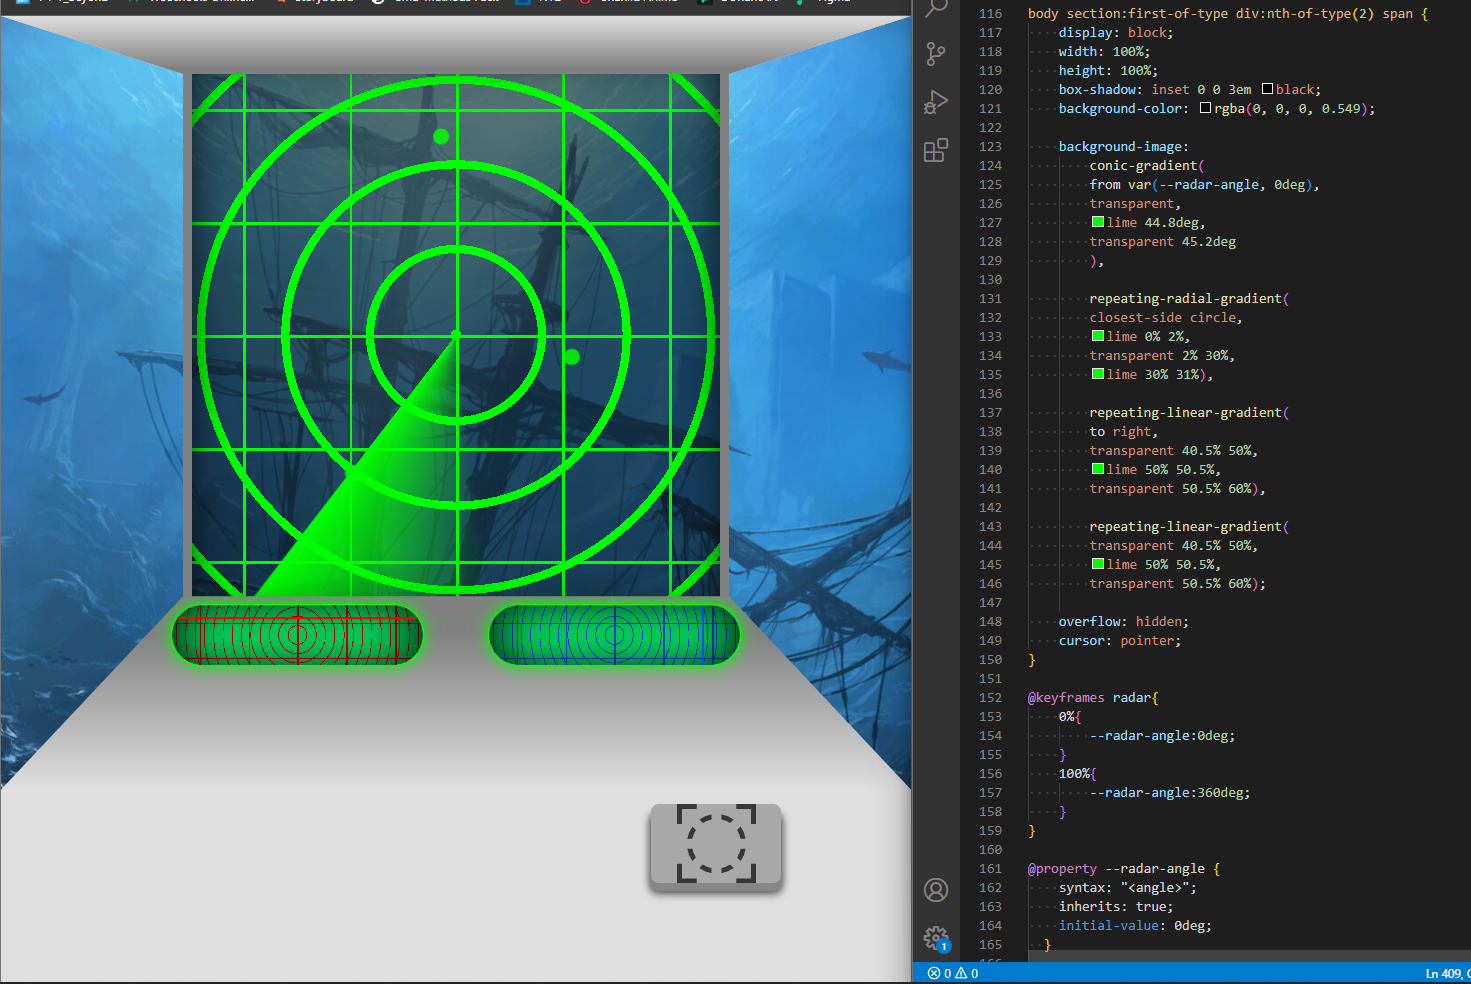 116 body section:first-of-type div:nth-of-type(2) span {
117 display: block;
118 width: 100%;
119 height: 100%;
120 box-shadow: inset 0 0 3em black;
121 background-color: rgba(0, 0, 0, 0.549);
122
123 background-image:
124 conic-gradient(
125 from var(--radar-angle, 0deg),
126 transparent,
127 lime 44.8deg,
128 transparent 45.2deg
129 ),
130
131 repeating-radial-gradient(
132 closest-side circle,
133 lime 0% 2%,
134 transparent 2% 30%,
135 lime 30% 31%),
136
137 repeating-linear-gradient(
138 to right,
139 transparent 40.5% 50%,
140 lime 50% 50.5%,
141 transparent 50.5% 60%),
142
143 repeating-linear-gradient(
144 transparent 40.5% 50%,
145 lime 50% 50.5%,
146 transparent 50.5% 60%);
147
148 overflow: hidden;
149 cursor: pointer;
150 }
151
152 @keyframes radar{
153 0%{
154 --radar-angle:0deg;
155 }
156 100%{
157 --radar-angle:360deg;
158 }
159 }
160
161 @property --radar-angle {
162 syntax: "<angle>";
163 inherits: true;
164 initial-value: 0deg;
165 }
1
0 0
Ln 409,